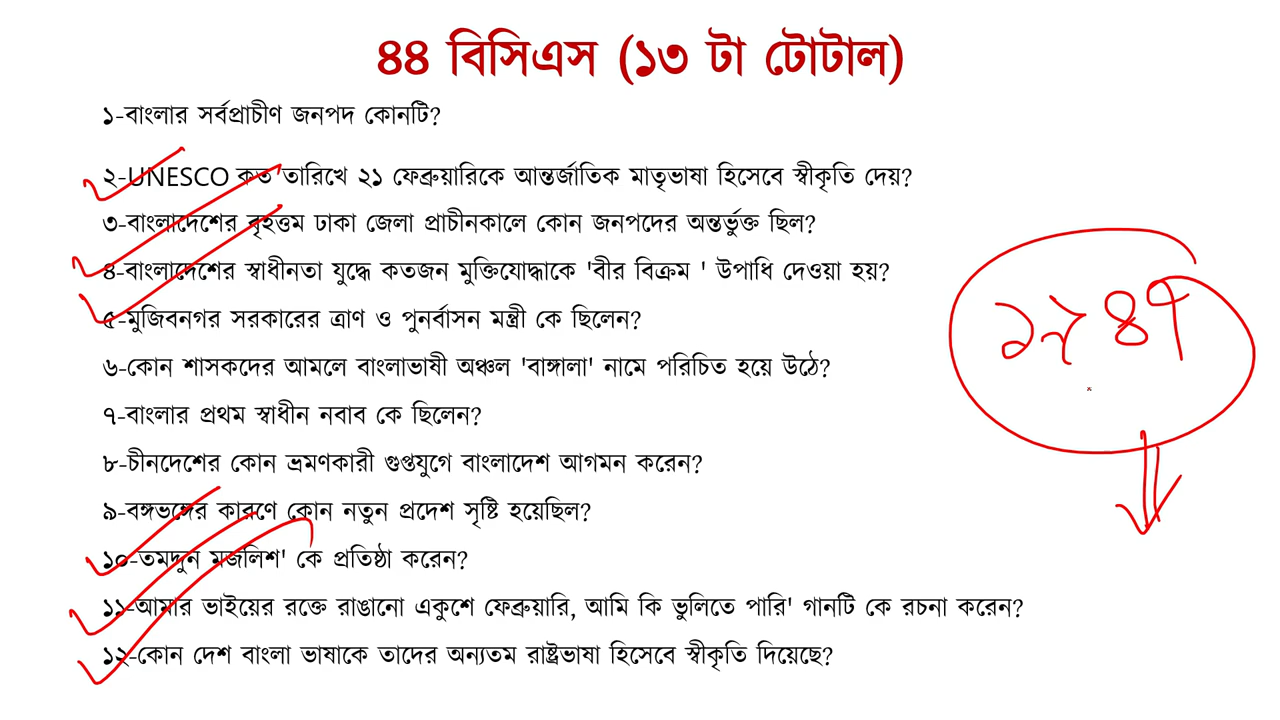 ৪৪ বিসিএস (১৩ টা টোটাল)
১-বাংলার সর্বপ্রাচীণ জনপদ কোনটি?
২-UNESCO কত তারিখে ২১ ফেব্রুয়ারিকে আন্তর্জাতিক মাতৃভাষা হিসেবে স্বীকৃতি দেয়?
৩-বাংলাদেশের বৃহত্তম ঢাকা জেলা প্রাচীনকালে কোন জনপদের অন্তর্ভুক্ত ছিল?
৪-বাংলাদেশের স্বাধীনতা যুদ্ধে কতজন মুক্তিযোদ্ধাকে 'বীর বিক্রম ' উপাধি দেওয়া হয়?
৫-মুজিবনগর সরকারের ত্রাণ ও পুনর্বাসন মন্ত্রী কে ছিলেন?
৬-কোন শাসকদের আমলে বাংলাভাষী অঞ্চল 'বাঙ্গালা' নামে পরিচিত হয়ে উঠে?
৭-বাংলার প্রথম স্বাধীন নবাব কে ছিলেন?
৮-চীনদেশের কোন ভ্রমণকারী গুপ্তযুগে বাংলাদেশ আগমন করেন?
৯-বঙ্গভঙ্গের কারণে কোন নতুন প্রদেশ সৃষ্টি হয়েছিল?
১০-তমদ্দুন মজলিশ' কে প্রতিষ্ঠা করেন?
১১-আমার ভাইয়ের রক্তে রাঙানো একুশে ফেব্রুয়ারি, আমি কি ভুলিতে পারি' গানটি কে রচনা করেন?
১২-কোন দেশ বাংলা ভাষাকে তাদের অন্যতম রাষ্ট্রভাষা হিসেবে স্বীকৃতি দিয়েছে?
১৯৪৭